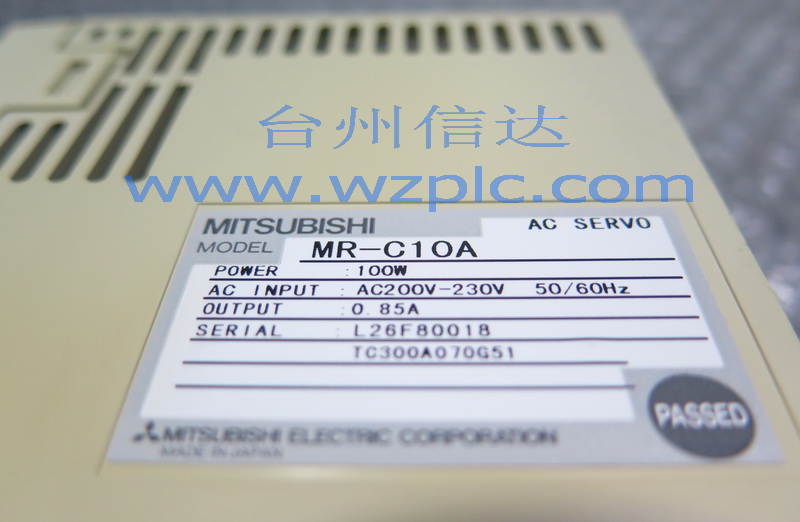 台州信达
www.wzplc.com
MITSUBISHI AC SERVO
MODEL MR-C10A
POWER : 100W
AC INPUT : AC200V-230V 50/60Hz
OUTPUT : 0.85A
SERIAL : L26F80018
TC300A070G51
PASSED
MITSUBISHI ELECTRIC CORPORATION
MADE IN JAPAN